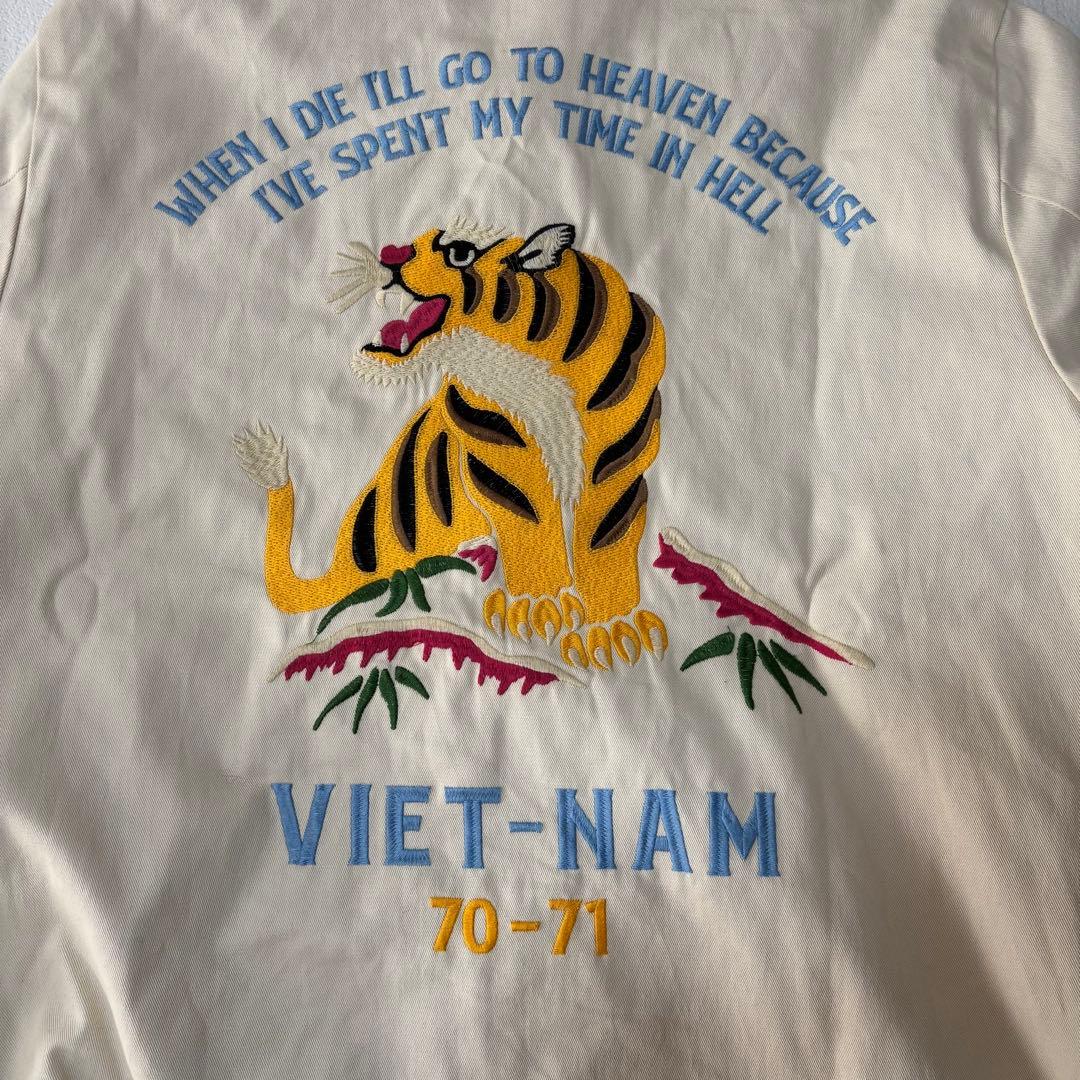 WHEN I DIE I'LL GO TO HEAVEN BECAUSE
I'VE SPENT MY TIME IN HELL
VIET-NAM
70-71